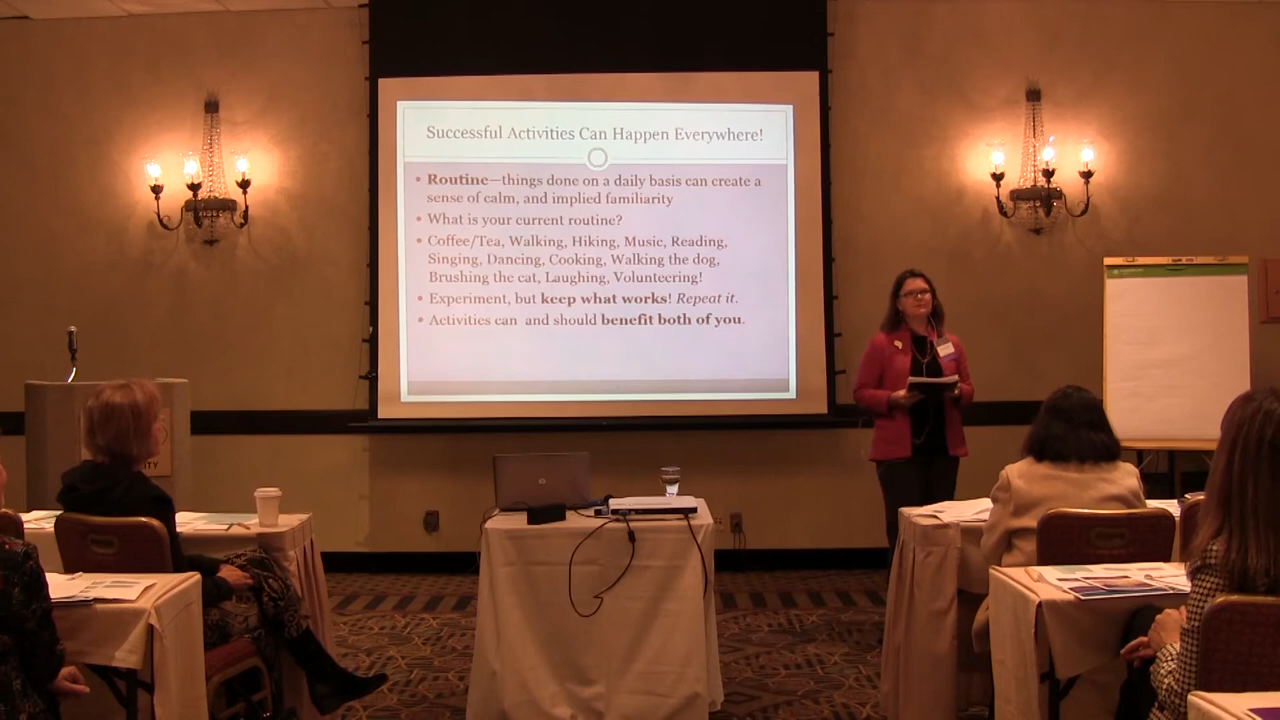 Successful Activities Can Happen Everywhere!
• Routine—things done on a daily basis can create a
sense of calm, and implied familiarity
• What is your current routine?
• Coffee/Tea, Walking, Hiking, Music, Reading,
Singing, Dancing, Cooking, Walking the dog,
Brushing the cat, Laughing, Volunteering!
• Experiment, but keep what works! Repeat it.
• Activities can and should benefit both of you.